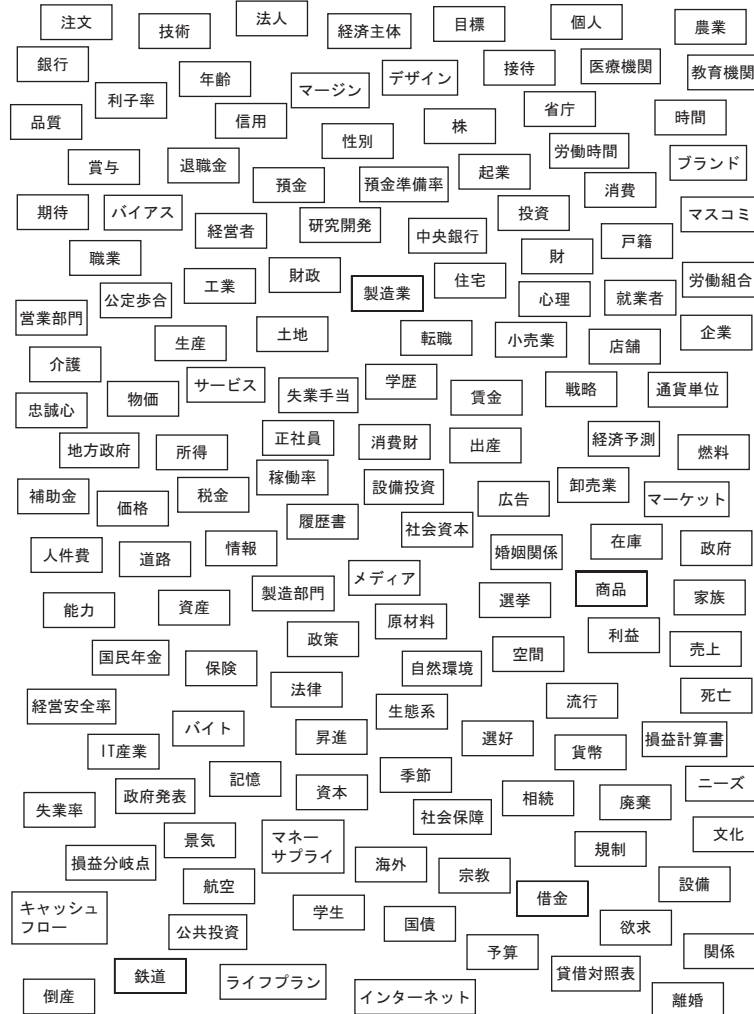 注文
技術
法人
経済主体
目標
個人
農業
銀行
利子率
年齢
マージン
デザイン
接待
医療機関
教育機関
品質
信用
性別
株
省庁
時間
賞与
退職金
預金
預金準備率
起業
労働時間
ブランド
期待
バイアス
経営者
研究開発
中央銀行
投資
消費
マスコミ
職業
公定歩合
工業
財政
製造業
住宅
財
戸籍
労働組合
営業部門
生産
土地
転職
心理
就業者
企業
小売業
店舗
介護
物価
サービス
失業手当
学歴
賃金
戦略
通貨単位
忠誠心
地方政府
所得
正社員
消費財
出産
経済予測
燃料
補助金
価格
税金
稼働率
設備投資
広告
卸売業
マーケット
履歴書
社会資本
人件費
道路
情報
婚姻関係
在庫
政府
能力
資産
製造部門
メディア
選挙
商品
家族
国民年金
保険
政策
原材料
空間
利益
売上
法律
自然環境
経営安全率
バイト
昇進
生態系
選好
流行
死亡
IT産業
貨幣
損益計算書
失業率
政府発表
記憶
資本
季節
社会保障
相続
廃棄
ニーズ
損益分岐点
景気
マネー
サプライ
海外
宗教
規制
文化
キャッシュ
フロー
航空
公共投資
学生
国債
借金
欲求
設備
倒産
鉄道
ライフプラン
インターネット
予算
貸借対照表
関係
離婚